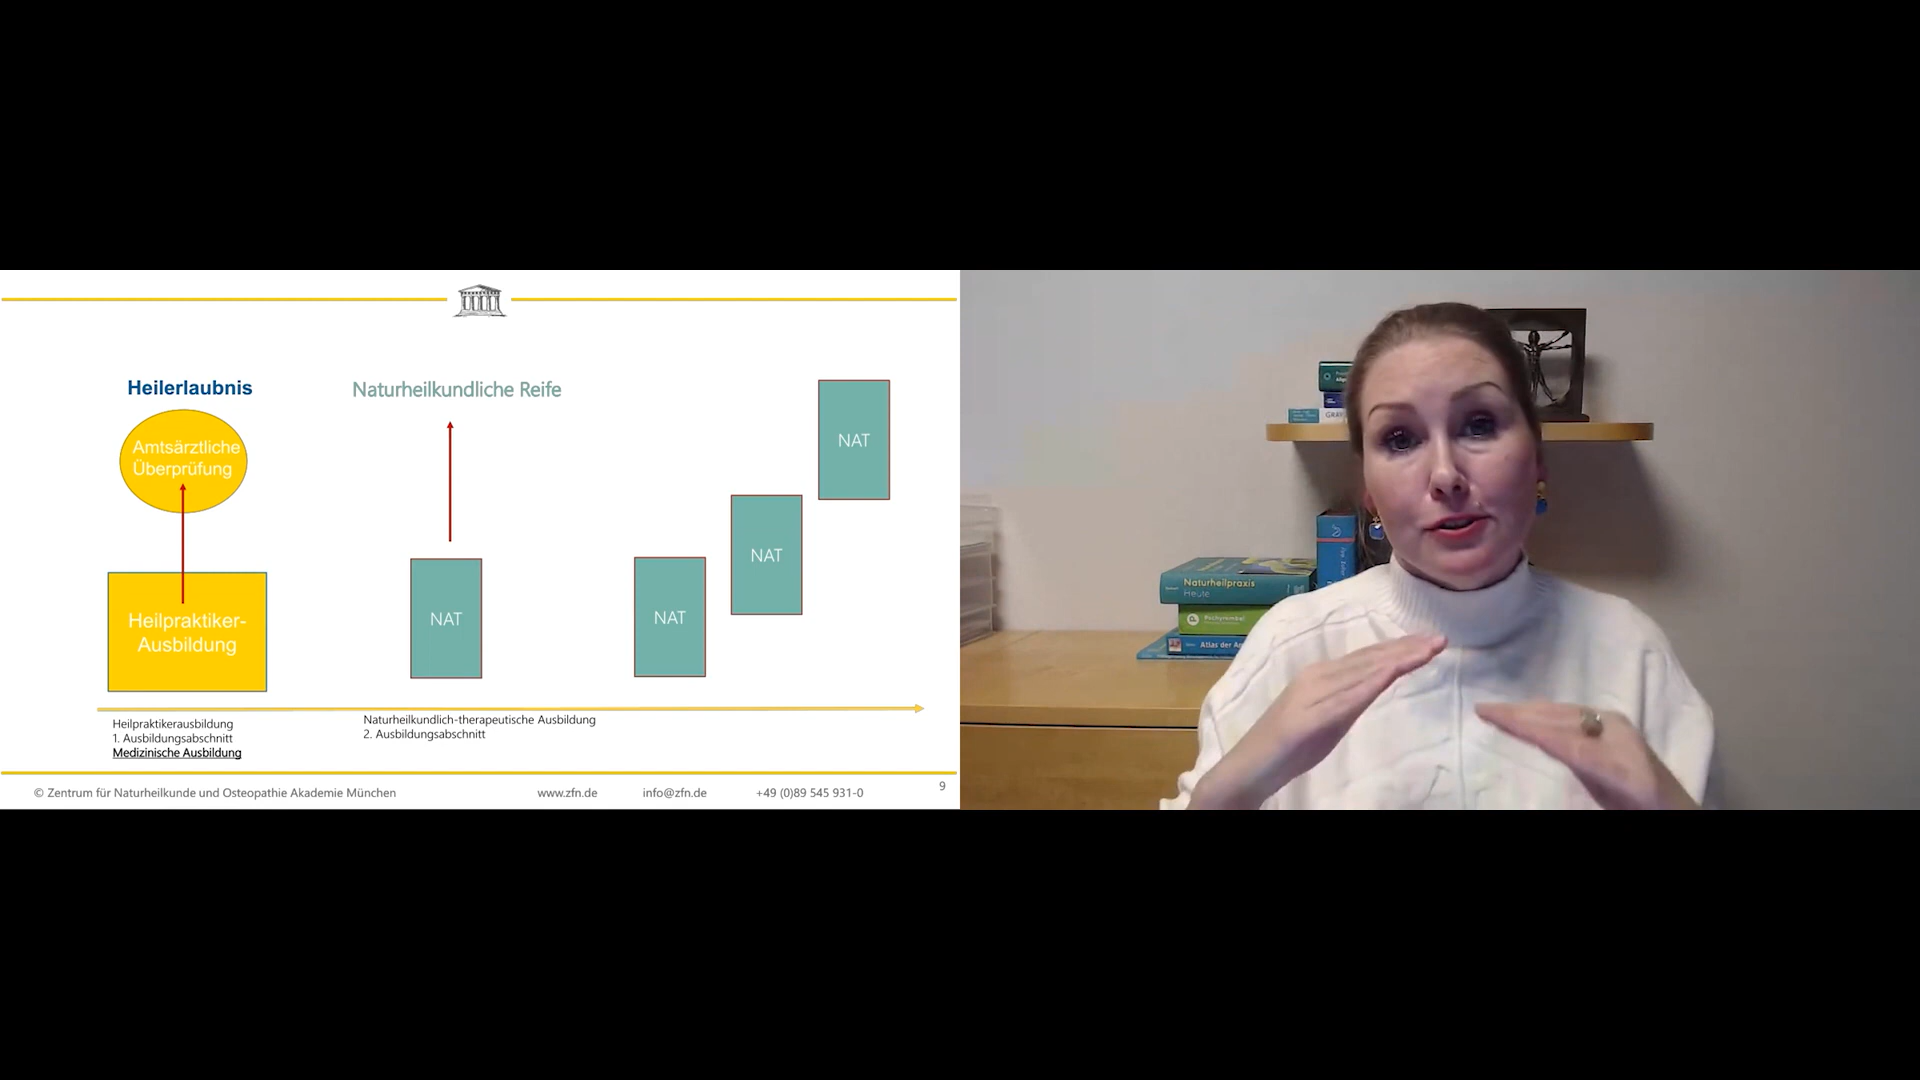 Heilerlaubnis
Amtsärztliche
Überprüfung
Heilpraktiker-
Ausbildung
Heilpraktikerausbildung
1. Ausbildungsabschnitt
Medizinische Ausbildung
Naturheilkundliche Reife
NAT
Naturheilkundlich-therapeutische Ausbildung
2. Ausbildungsabschnitt
NAT
NAT
NAT
© Zentrum für Naturheilkunde und Osteopathie Akademie München
www.zfn.de
info@zfn.de
+49 (0)89 545 931-0
9
GRAY
Naturheilpraxis
Heute
Pschyrembel
Atlas der